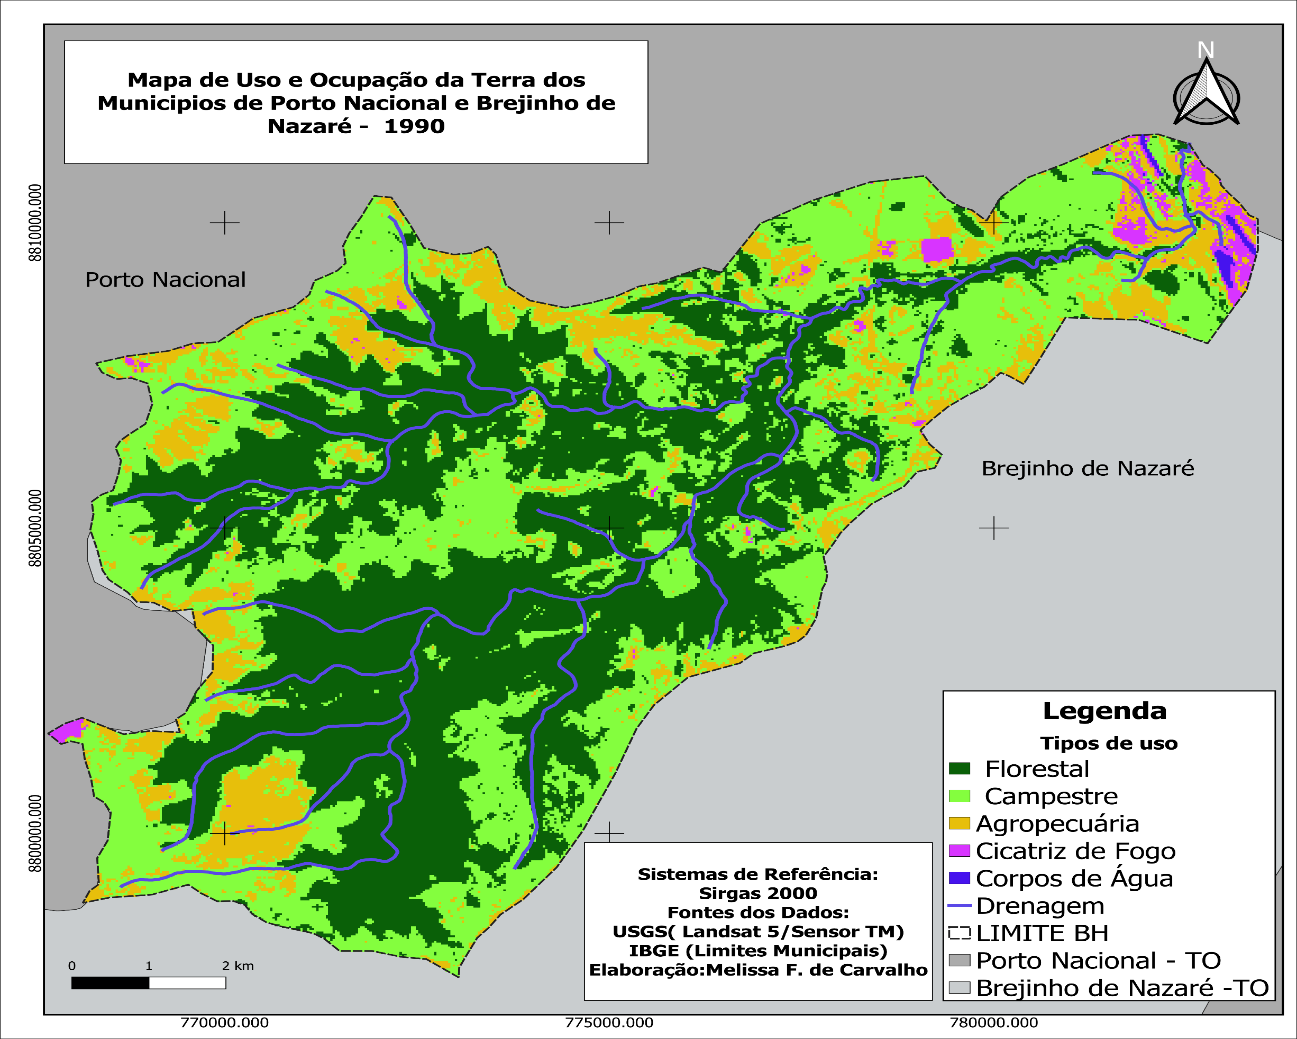 Mapa de Uso e Ocupação da Terra dos
Municipios de Porto Nacional e Brejinho de
Nazaré - 1990
N
8810000.000
Porto Nacional
Brejinho de Nazaré
8805000.000
8800000.000
Legenda
Tipos de uso
Florestal
Campestre
Agropecuária
Cicatriz de Fogo
Corpos de Água
Drenagem
LIMITE BH
Porto Nacional - TO
Brejinho de Nazaré -TO
Sistemas de Referência:
Sirgas 2000
Fontes dos Dados:
USGS( Landsat 5/Sensor TM)
IBGE (Limites Municipais)
Elaboração:Melissa F. de Carvalho
0 1 2 km
770000.000 775000.000 780000.000